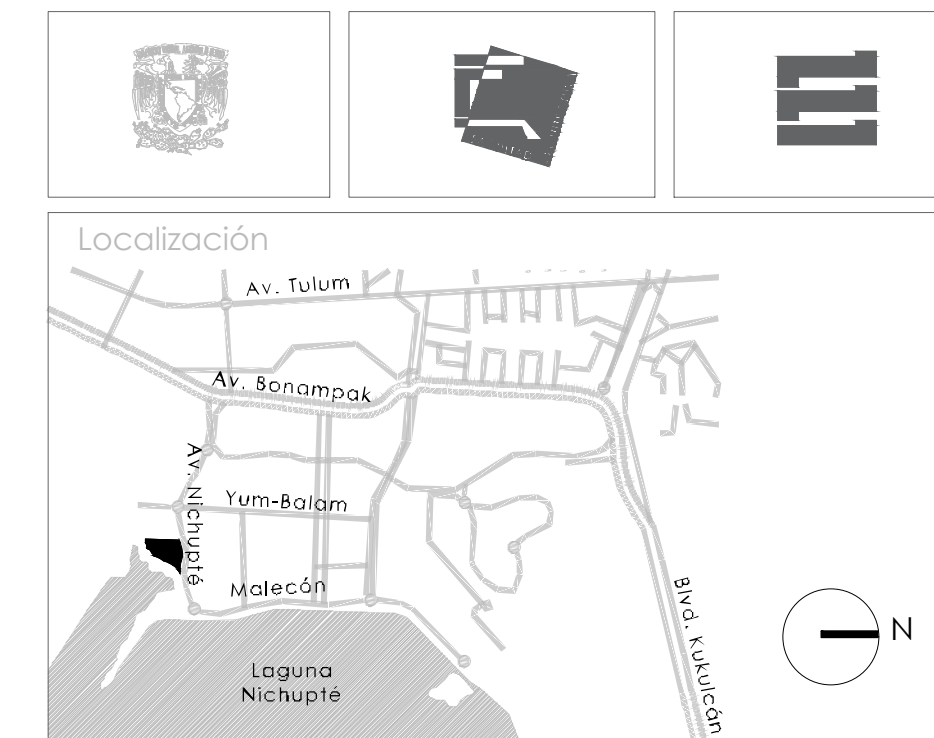 Localización
Av. Tulum
Av. Bonampak
Av. Nichupté
Yum-Balam
Malecón
Blvd. Kukulcán
N
Laguna
Nichupté